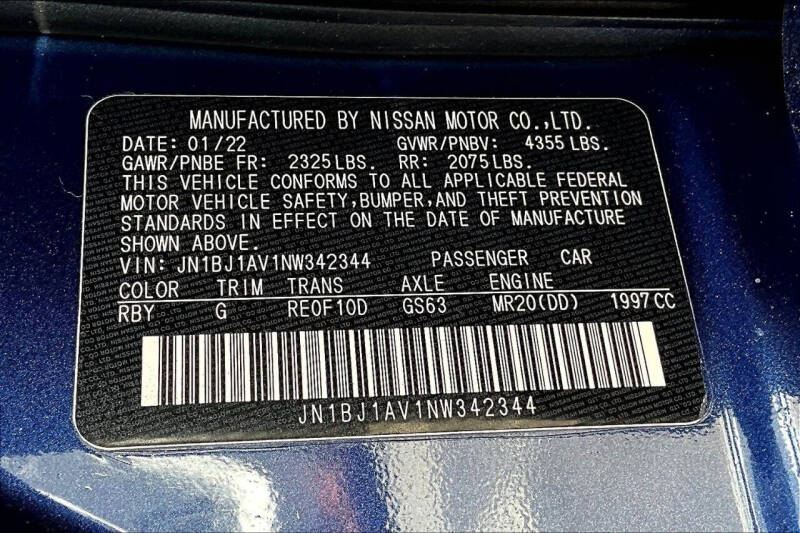 MANUFACTURED BY NISSAN MOTOR CO.,LTD.
DATE: 01/22 GVWR/PNBV: 4355 LBS.
GAWR/PNBE FR: 2325 LBS. RR: 2075 LBS.
THIS VEHICLE CONFORMS TO ALL APPLICABLE FEDERAL
MOTOR VEHICLE SAFETY,BUMPER,AND THEFT PREVENTION
STANDARDS IN EFFECT ON THE DATE OF MANUFACTURE
SHOWN ABOVE.
VIN: JN1BJ1AV1NW342344 PASSENGER CAR
COLOR TRIM TRANS AXLE ENGINE
RBY G RE0F10D GS63 MR20(DD) 1997 CC
JN1BJ1AV1NW342344